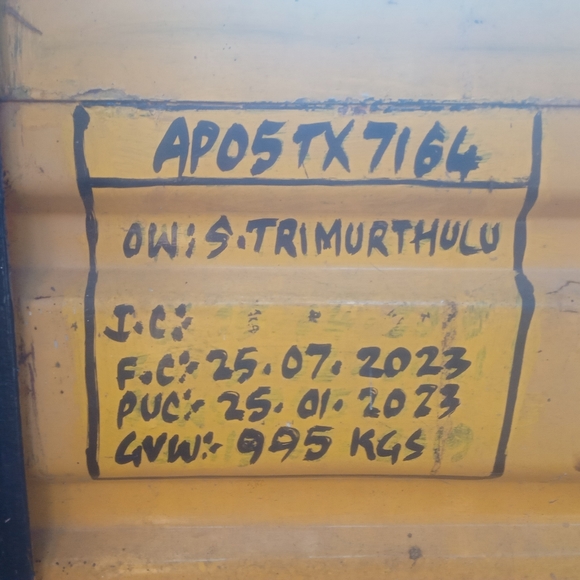 AP05TX7164
OW: S.TRIMURTHULU
I.C:-
F.C:- 25.07.2023
PUC:- 25.01.2023
GVW:- 995 KGS